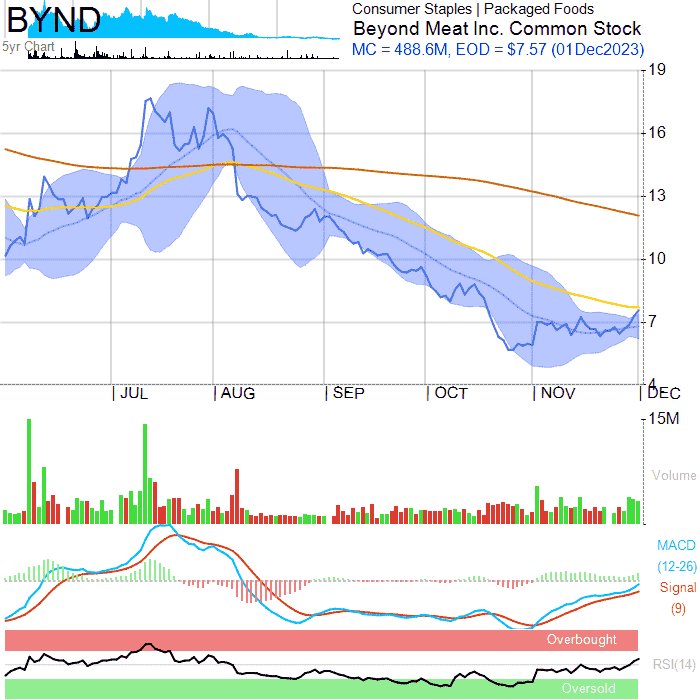 BYND
5yr Chart
Consumer Staples | Packaged Foods
Beyond Meat Inc. Common Stock
MC = 488.6M, EOD = $7.57 (01Dec2023)
19
16
13
10
7
4
| JUL | AUG | SEP | OCT | NOV | DEC
15M
Volume
MACD
(12-26)
Signal
(9)
Overbought
RSI(14)
Oversold